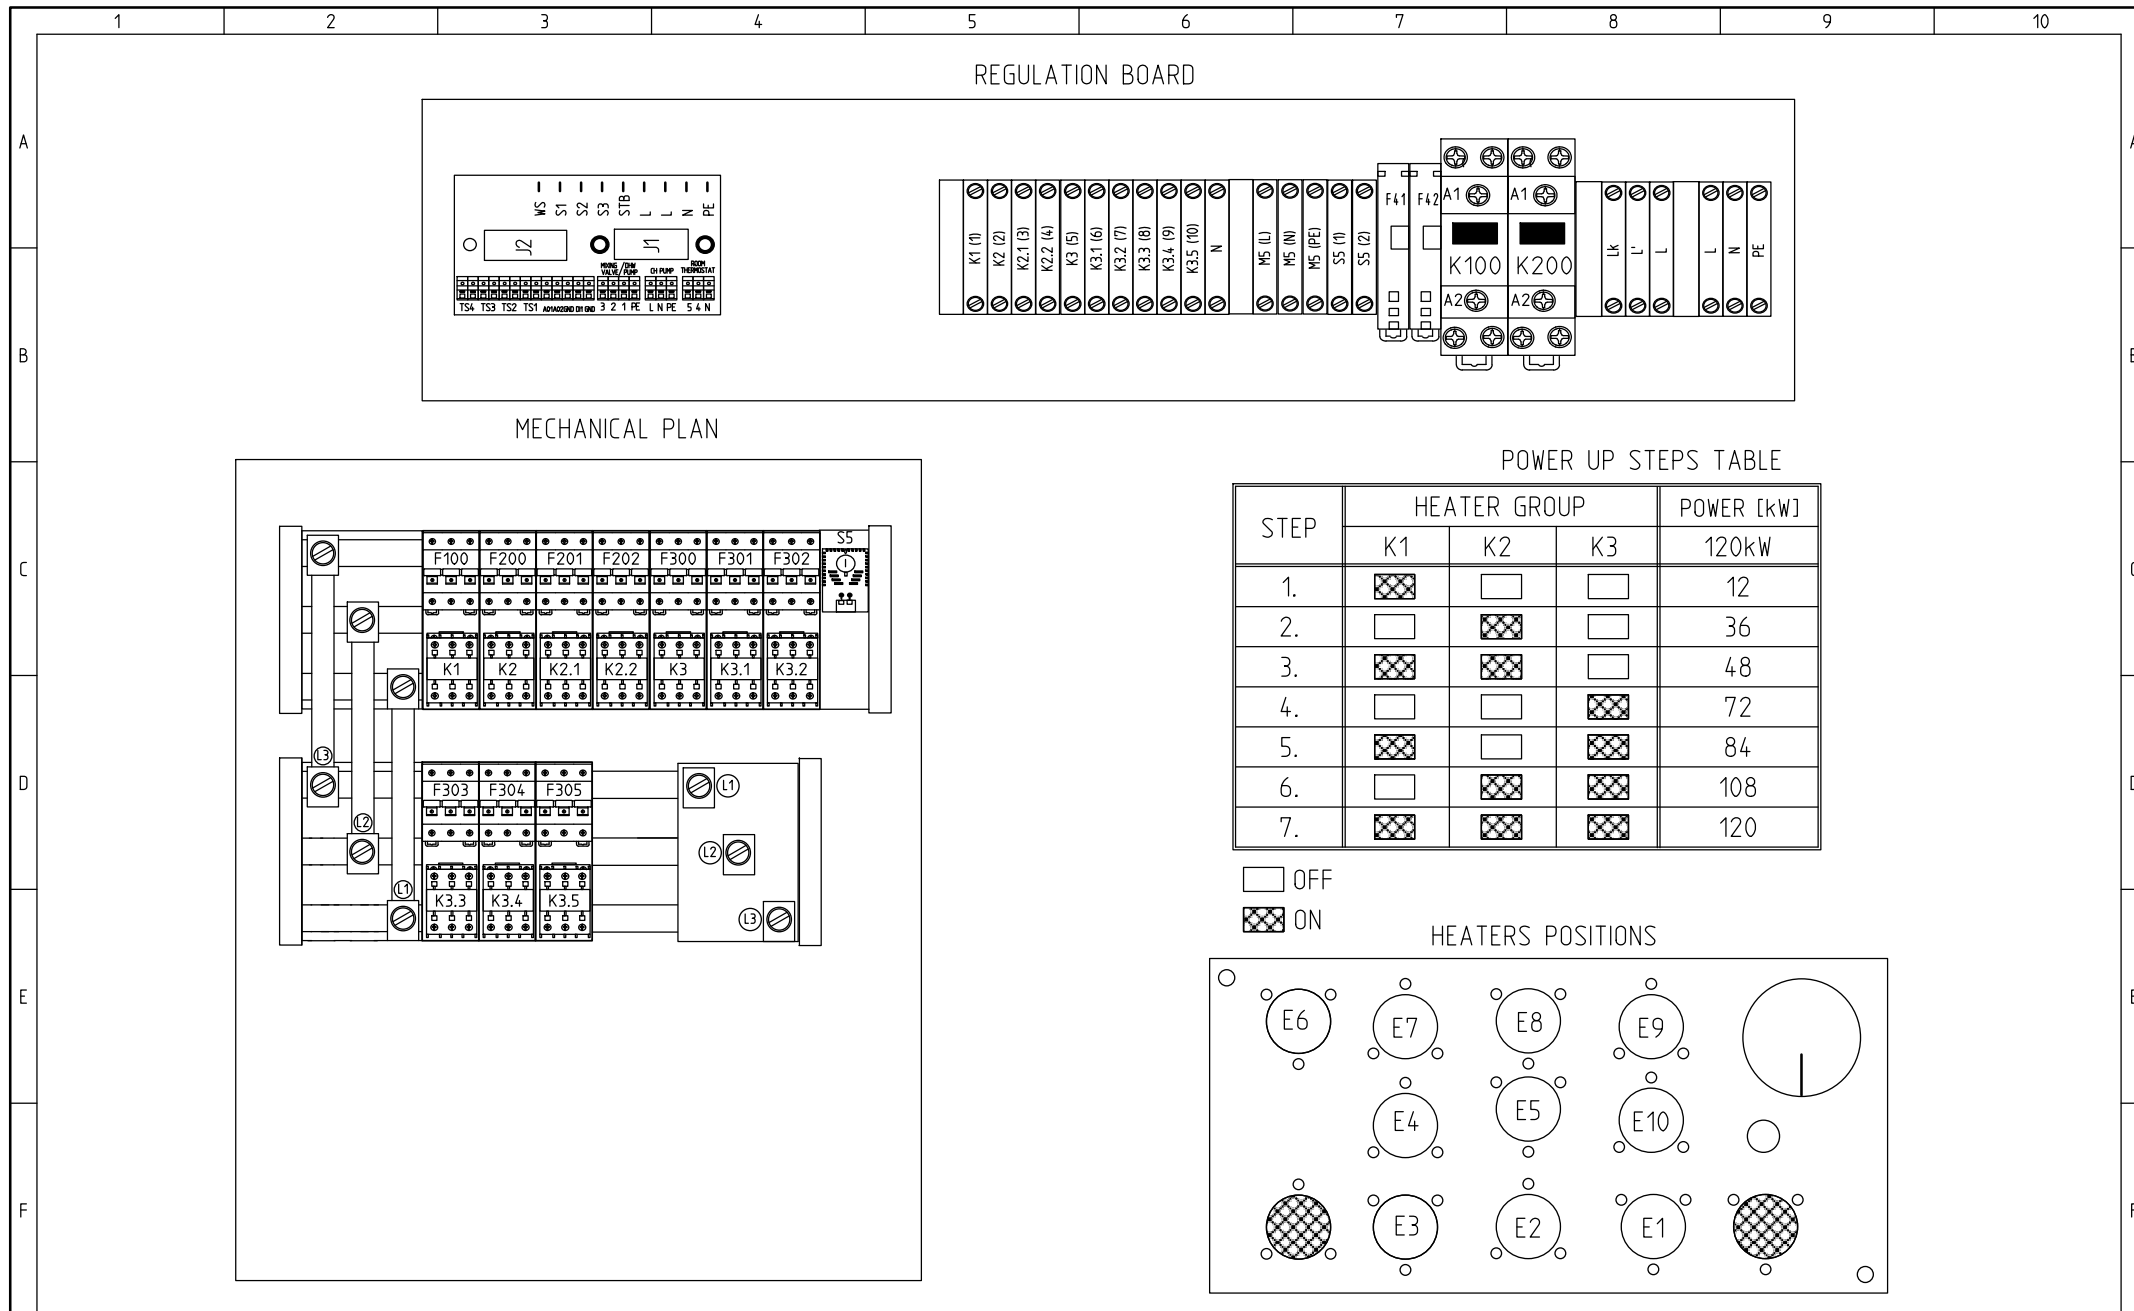 1 2 3 4 5 6 7 8 9 10
REGULATION BOARD
A
WS S1 S2 S3 STB L L N PE
J2 J1
MIXING VALVE / DHW / PUMP CH PUMP ROOM THERMOSTAT
TS4 TS3 TS2 TS1 AO1 AO2 GND DI1 GND 3 2 1 PE L N PE 5 4 N
K1 (1) K2 (2) K2.1 (3) K2.2 (4) K3 (5) K3.1 (6) K3.2 (7) K3.3 (8) K3.4 (9) K3.5 (10) N M5 (L) M5 (N) M5 (PE) S5 (1) S5 (2)
F41 F42
A1 A1
K100 K200
A2 A2
Lk L' L L N PE
B
MECHANICAL PLAN
C
F100 F200 F201 F202 F300 F301 F302 S5
I
K1 K2 K2.1 K2.2 K3 K3.1 K3.2
L3
L2
L1
D
F303 F304 F305
L1
L2
L3
K3.3 K3.4 K3.5
POWER UP STEPS TABLE
STEP HEATER GROUP POWER [kW]
K1 K2 K3 120kW
1. 12
2. 36
3. 48
4. 72
5. 84
6. 108
7. 120
OFF
ON
HEATERS POSITIONS
E
E6 E7 E8 E9
E4 E5 E10
F
E3 E2 E1